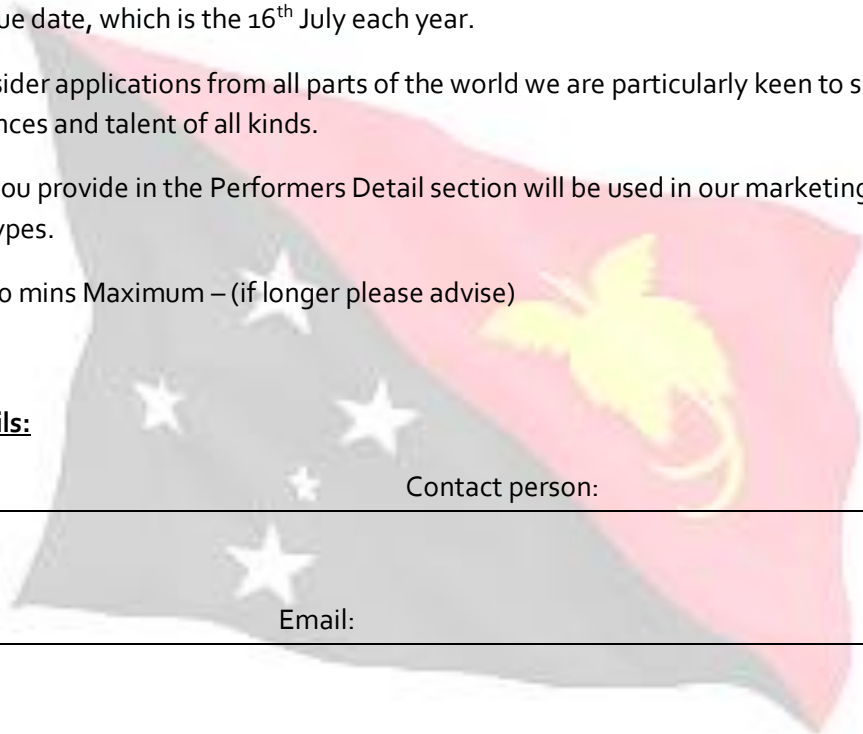 ue date, which is the 16th July each year.
sider applications from all parts of the world we are particularly keen to s
nces and talent of all kinds.
ou provide in the Performers Detail section will be used in our marketing
ypes.
0 mins Maximum – (if longer please advise)
ils:
Contact person:
Email: